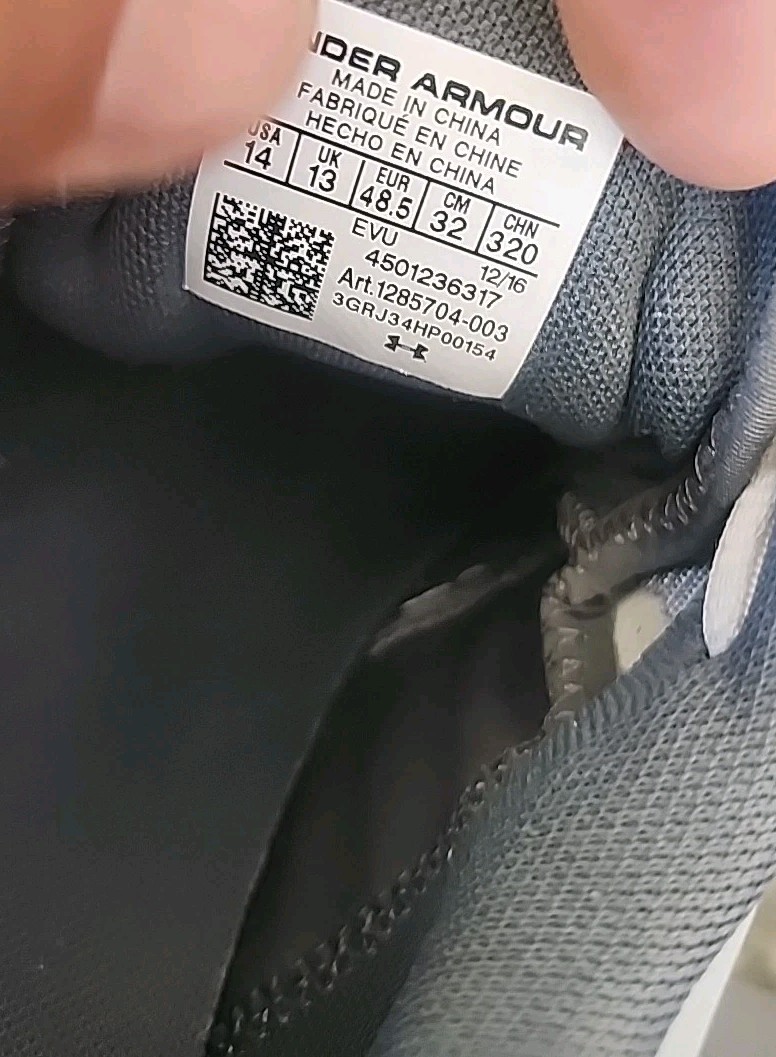 UNDER ARMOUR
MADE IN CHINA
FABRIQUÉ EN CHINE
HECHO EN CHINA
USA UK EUR CM CHN
14 13 48.5 32 320
EVU 12/16
4501236317
Art.1285704-003
3GRJ34HP00154